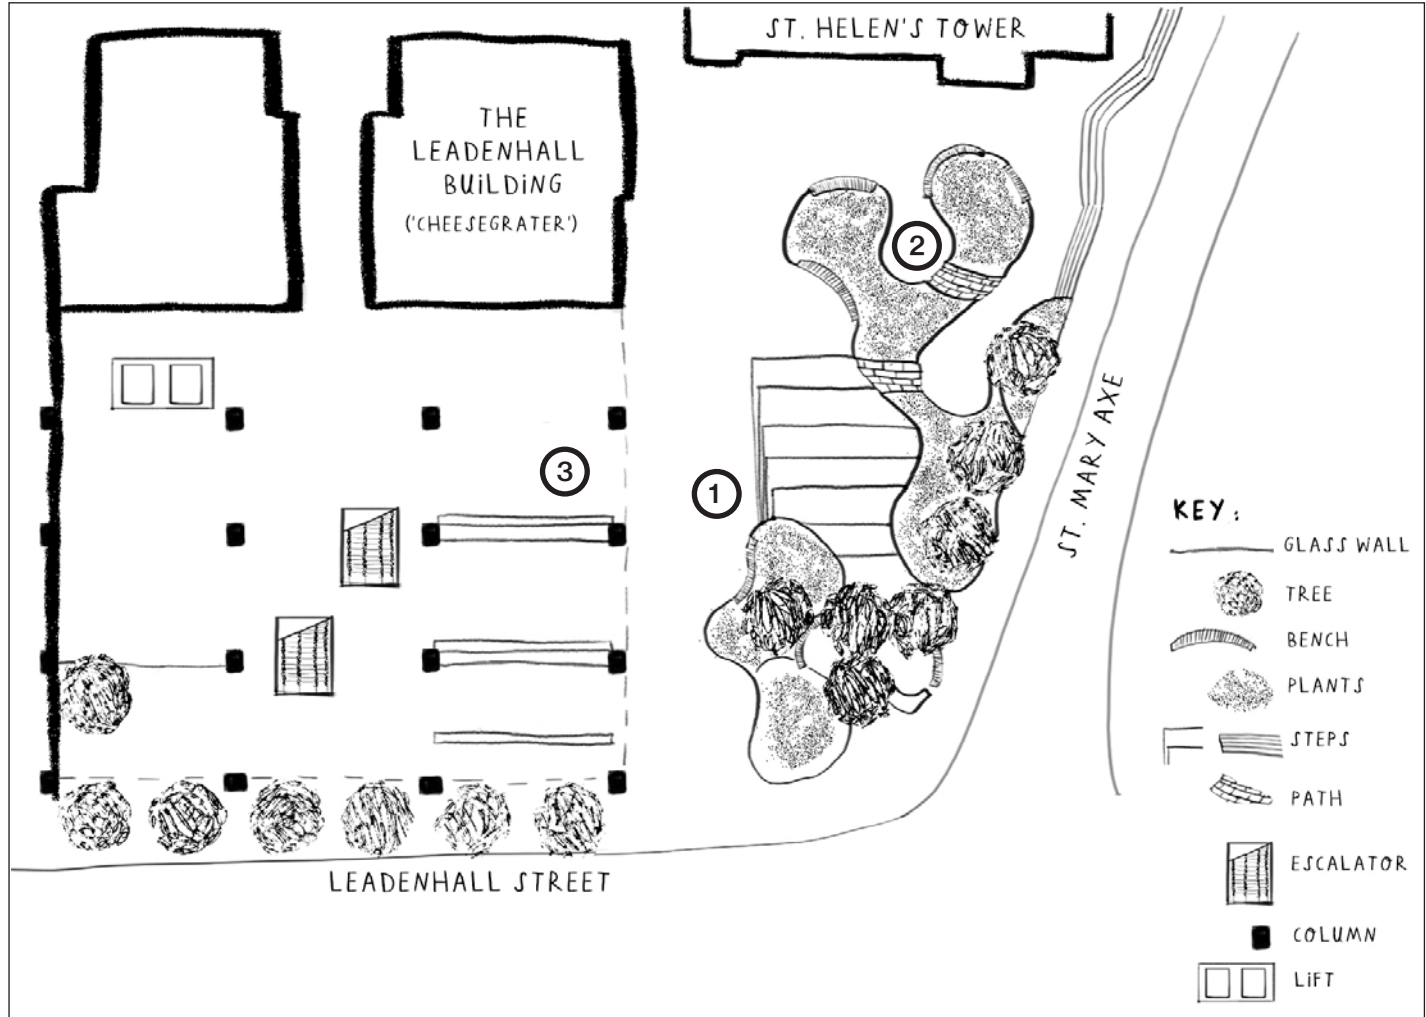 ST. HELEN'S TOWER
THE
LEADENHALL
BUiLDiNG
('CHEESEGRATER')
2
3
1
ST. MARY AXE
LEADENHALL STREET
KEY:
GLASS WALL
TREE
BENCH
PLANTS
STEPS
PATH
ESCALATOR
COLUMN
LiFT